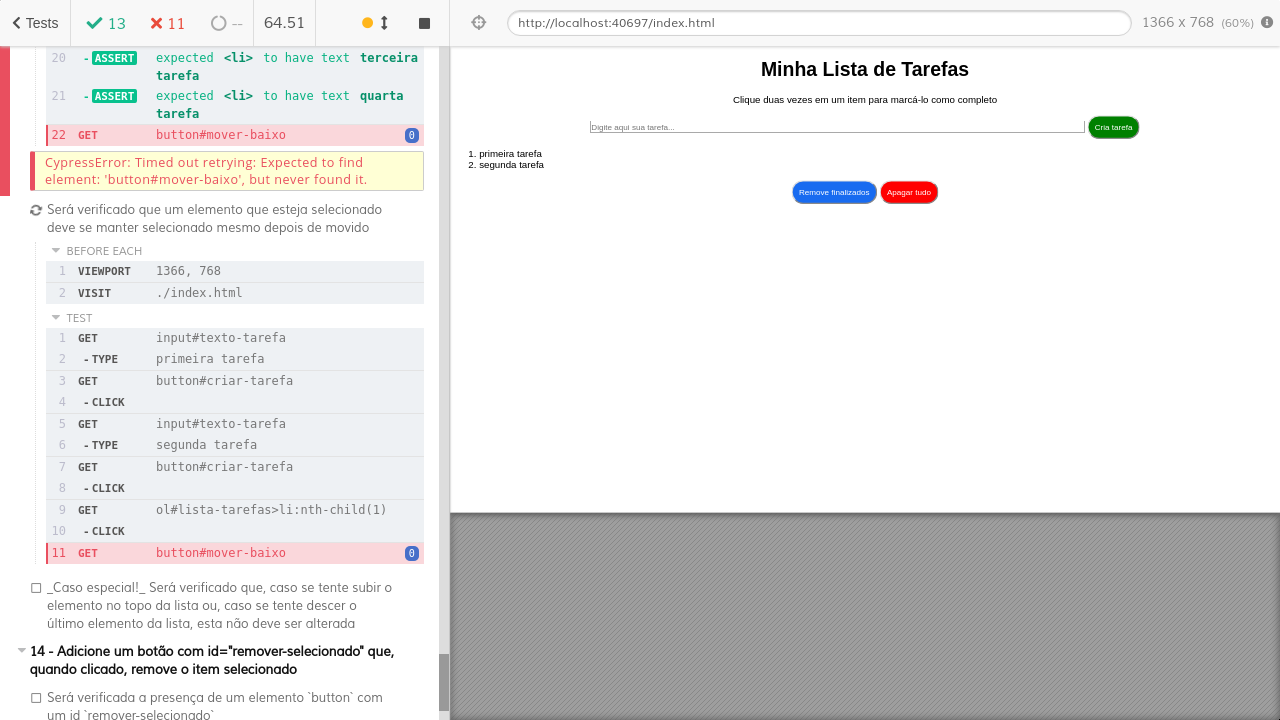 Tests 13 11 -- 64.51
http://localhost:40697/index.html 1366 x 768 (60%)
20 -ASSERT expected <li> to have text terceira
tarefa
21 -ASSERT expected <li> to have text quarta
tarefa
22 GET button#mover-baixo 0
CypressError: Timed out retrying: Expected to find
element: 'button#mover-baixo', but never found it.
Será verificado que um elemento que esteja selecionado
deve se manter selecionado mesmo depois de movido
BEFORE EACH
1 VIEWPORT 1366, 768
2 VISIT ./index.html
TEST
1 GET input#texto-tarefa
2 -TYPE primeira tarefa
3 GET button#criar-tarefa
4 -CLICK
5 GET input#texto-tarefa
6 -TYPE segunda tarefa
7 GET button#criar-tarefa
8 -CLICK
9 GET ol#lista-tarefas>li:nth-child(1)
10 -CLICK
11 GET button#mover-baixo 0
_Caso especial!_ Será verificado que, caso se tente subir o
elemento no topo da lista ou, caso se tente descer o
último elemento da lista, esta não deve ser alterada
14 - Adicione um botão com id="remover-selecionado" que,
quando clicado, remove o item selecionado
Será verificada a presença de um elemento `button` com
um id `remover-selecionado`
Minha Lista de Tarefas
Clique duas vezes em um item para marcá-lo como completo
Digite aqui sua tarefa... Cria tarefa
1. primeira tarefa
2. segunda tarefa
Remove finalizados Apagar tudo